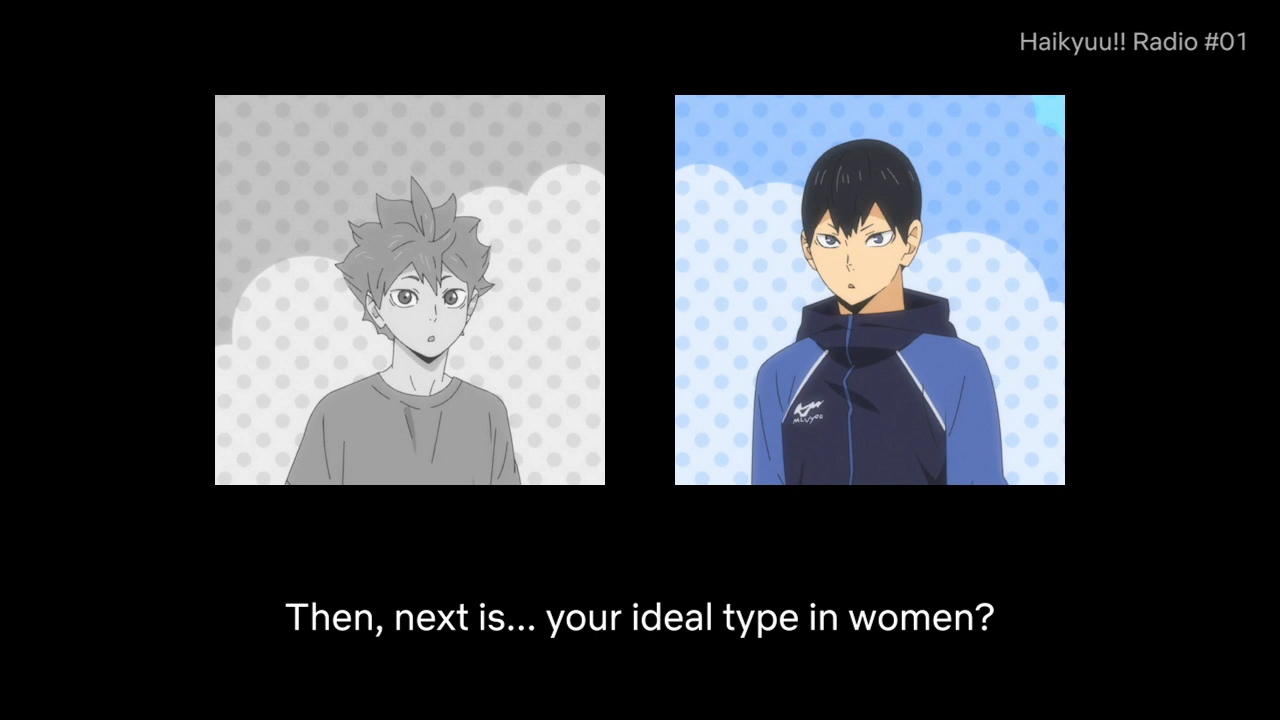 Haikyuu!! Radio #01
Then, next is... your ideal type in women?